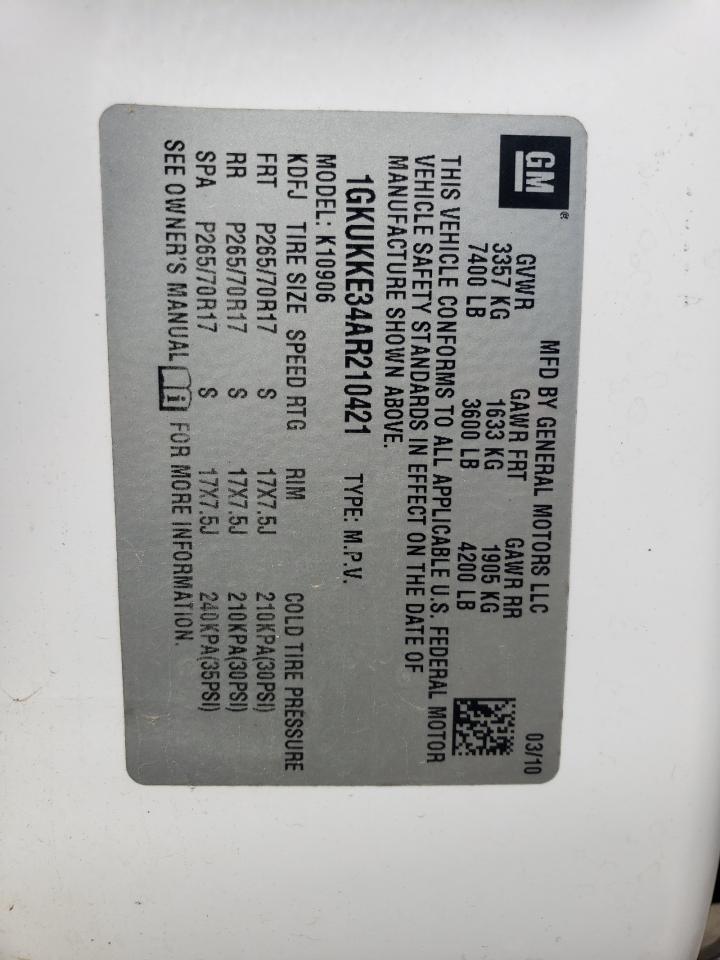 GM®
MFD BY GENERAL MOTORS LLC 03/10
GVWR GAWR FRT GAWR RR
3357 KG 1633 KG 1905 KG
7400 LB 3600 LB 4200 LB
THIS VEHICLE CONFORMS TO ALL APPLICABLE U.S. FEDERAL MOTOR
VEHICLE SAFETY STANDARDS IN EFFECT ON THE DATE OF
MANUFACTURE SHOWN ABOVE.
1GKUKKE34AR210421 TYPE: M.P.V.
MODEL: K10906
KDFJ TIRE SIZE SPEED RTG RIM COLD TIRE PRESSURE
FRT P265/70R17 S 17X7.5J 210KPA(30PSI)
RR P265/70R17 S 17X7.5J 210KPA(30PSI)
SPA P265/70R17 S 17X7.5J 240KPA(35PSI)
SEE OWNER'S MANUAL i FOR MORE INFORMATION.